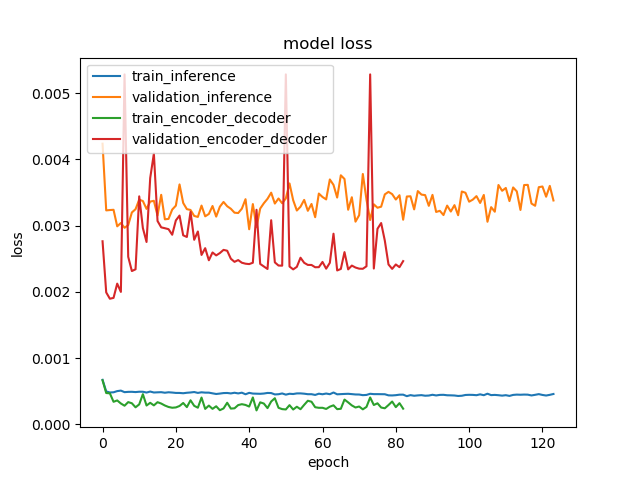 model loss
train_inference
validation_inference
train_encoder_decoder
validation_encoder_decoder
loss
0.005
0.004
0.003
0.002
0.001
0.000
0 20 40 60 80 100 120
epoch